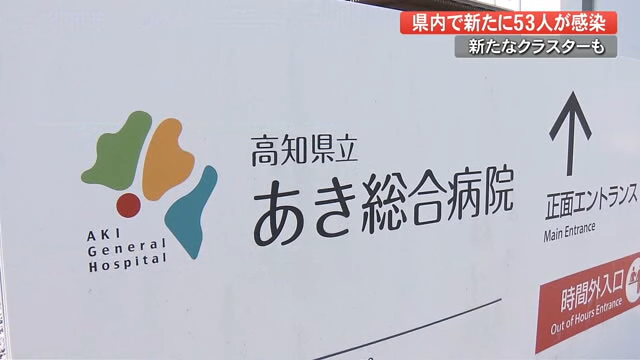 県内で新たに53人が感染
新たなクラスターも
高知県立
あき総合病院
AKI
General
Hospital
正面エントランス
Main Entrance
時間外入口
Out of Hours Entrance